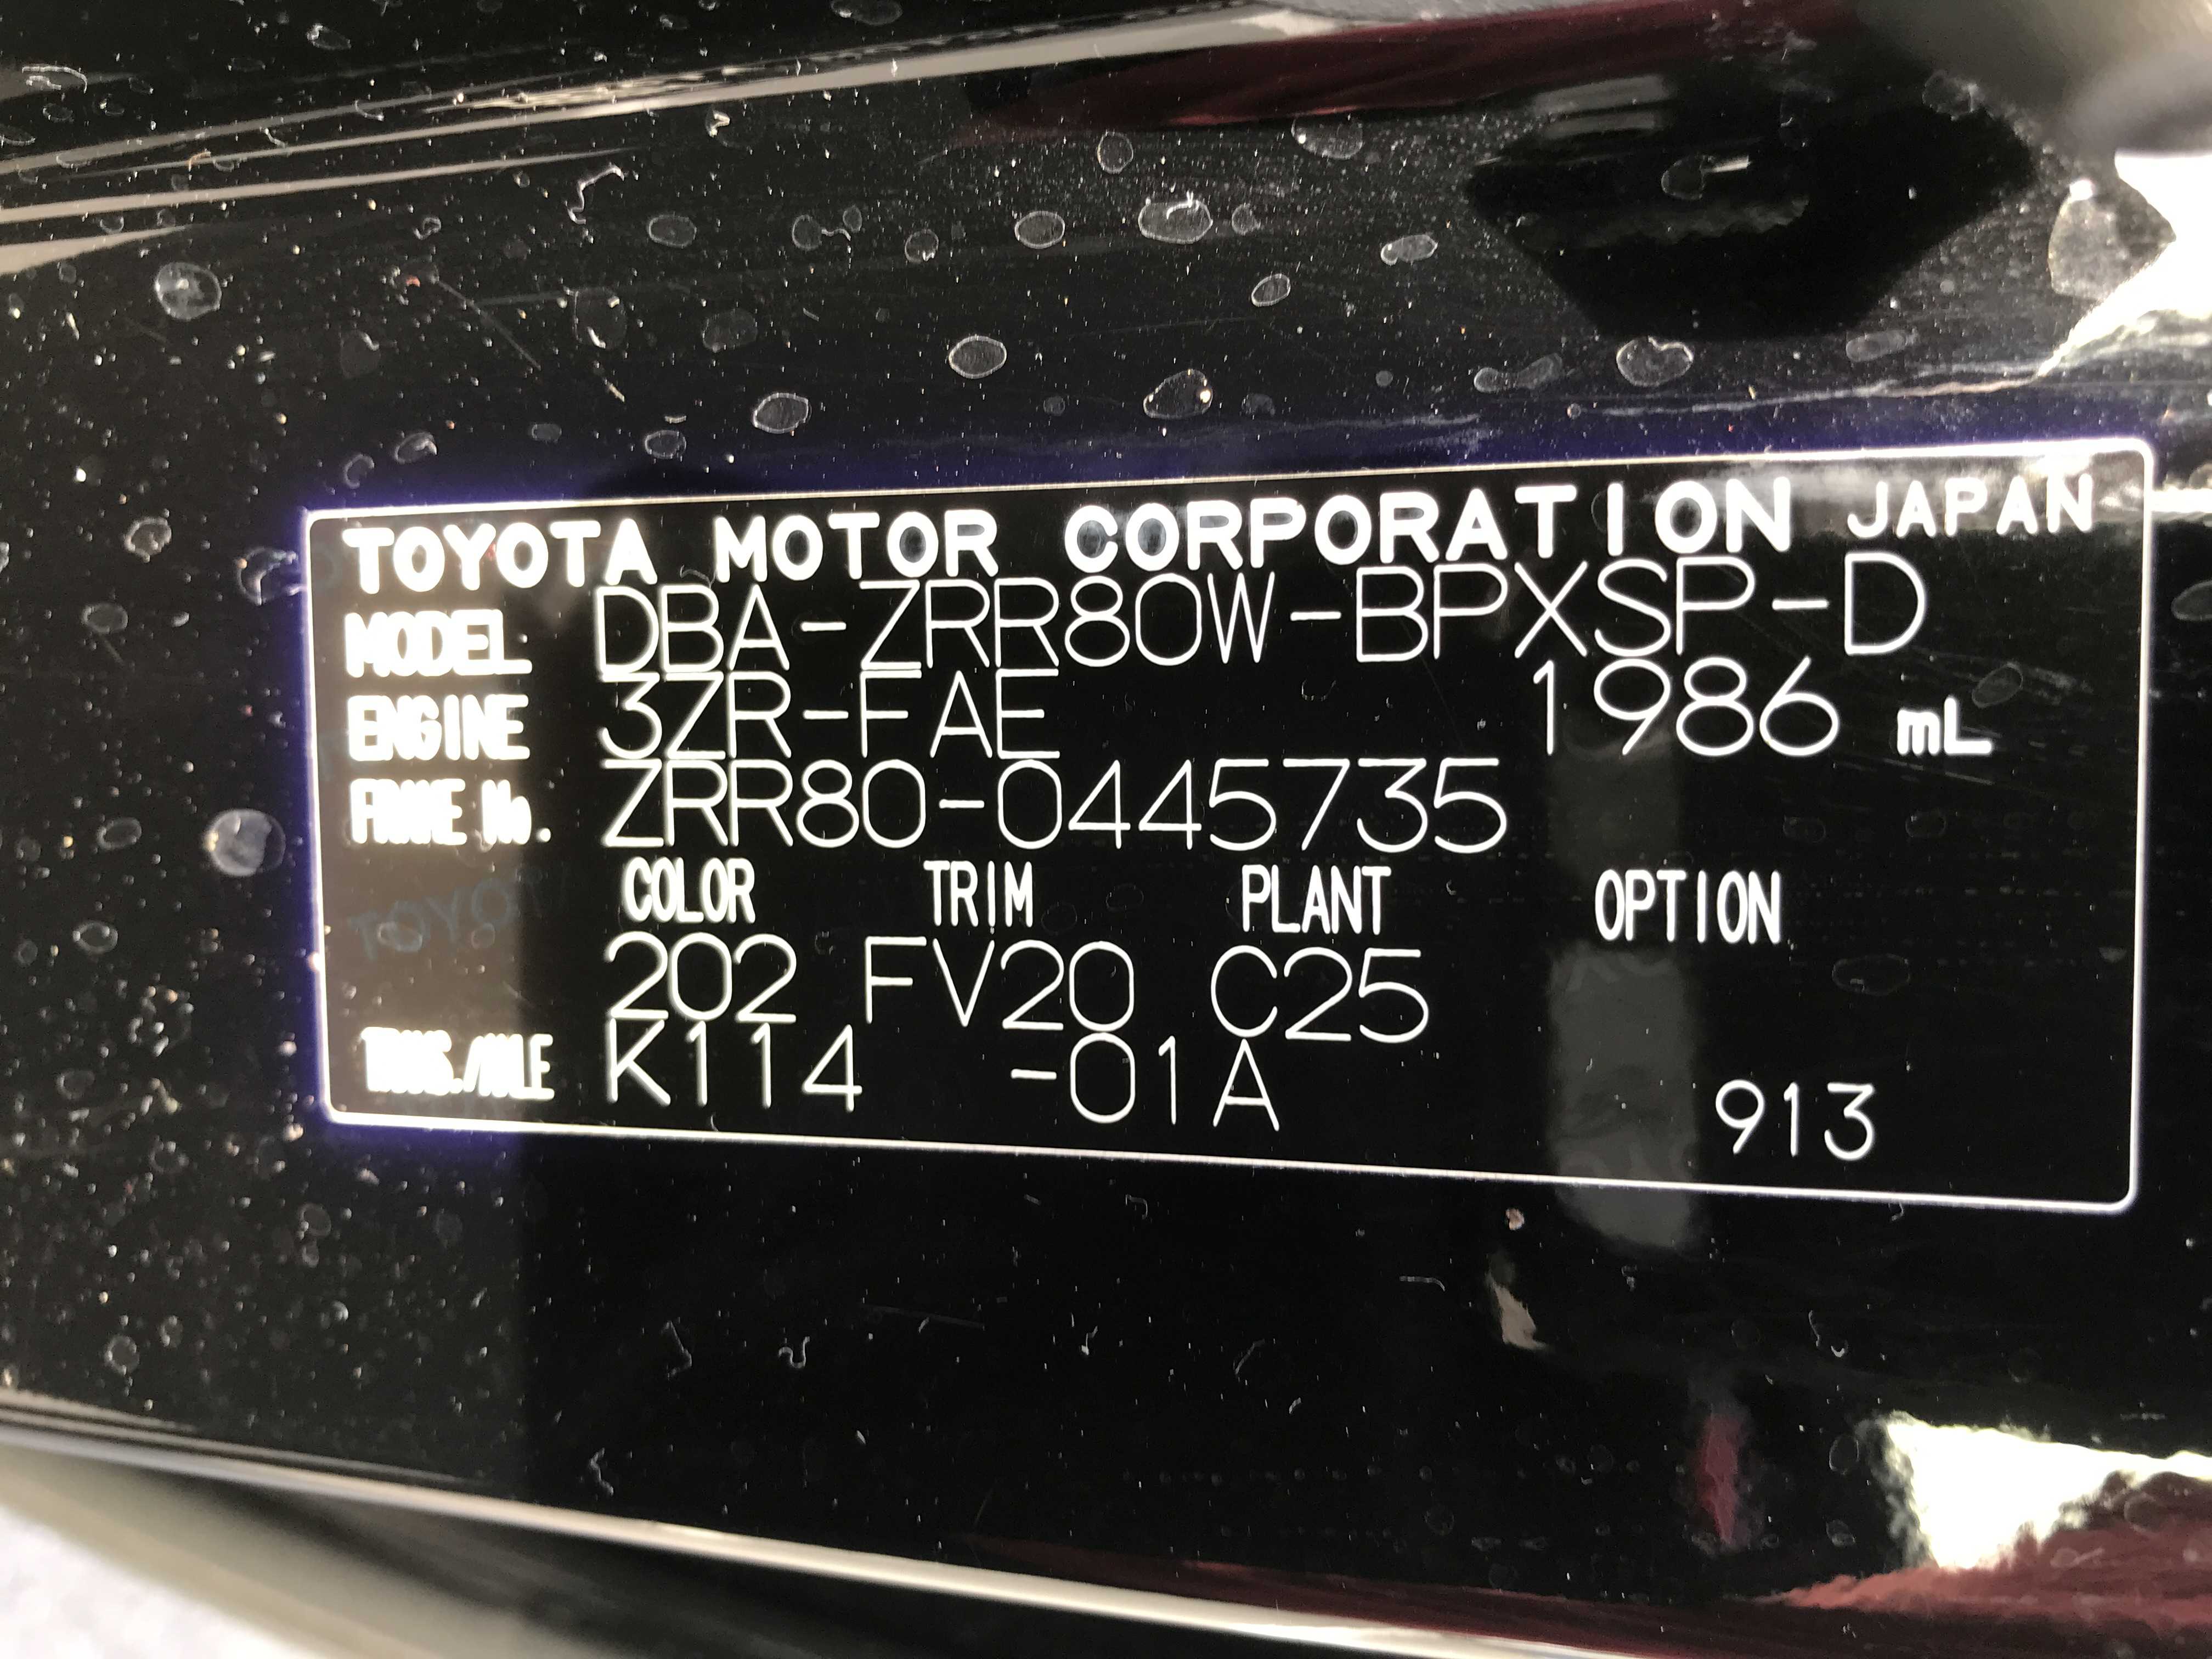 TOYOTA MOTOR CORPORATION JAPAN
MODEL DBA-ZRR80W-BPXSP-D
ENGINE 3ZR-FAE 1986 mL
FRAME No. ZRR80-0445735
COLOR TRIM PLANT OPTION
202 FV20 C25
TRANS./AXLE K114 -01A
913